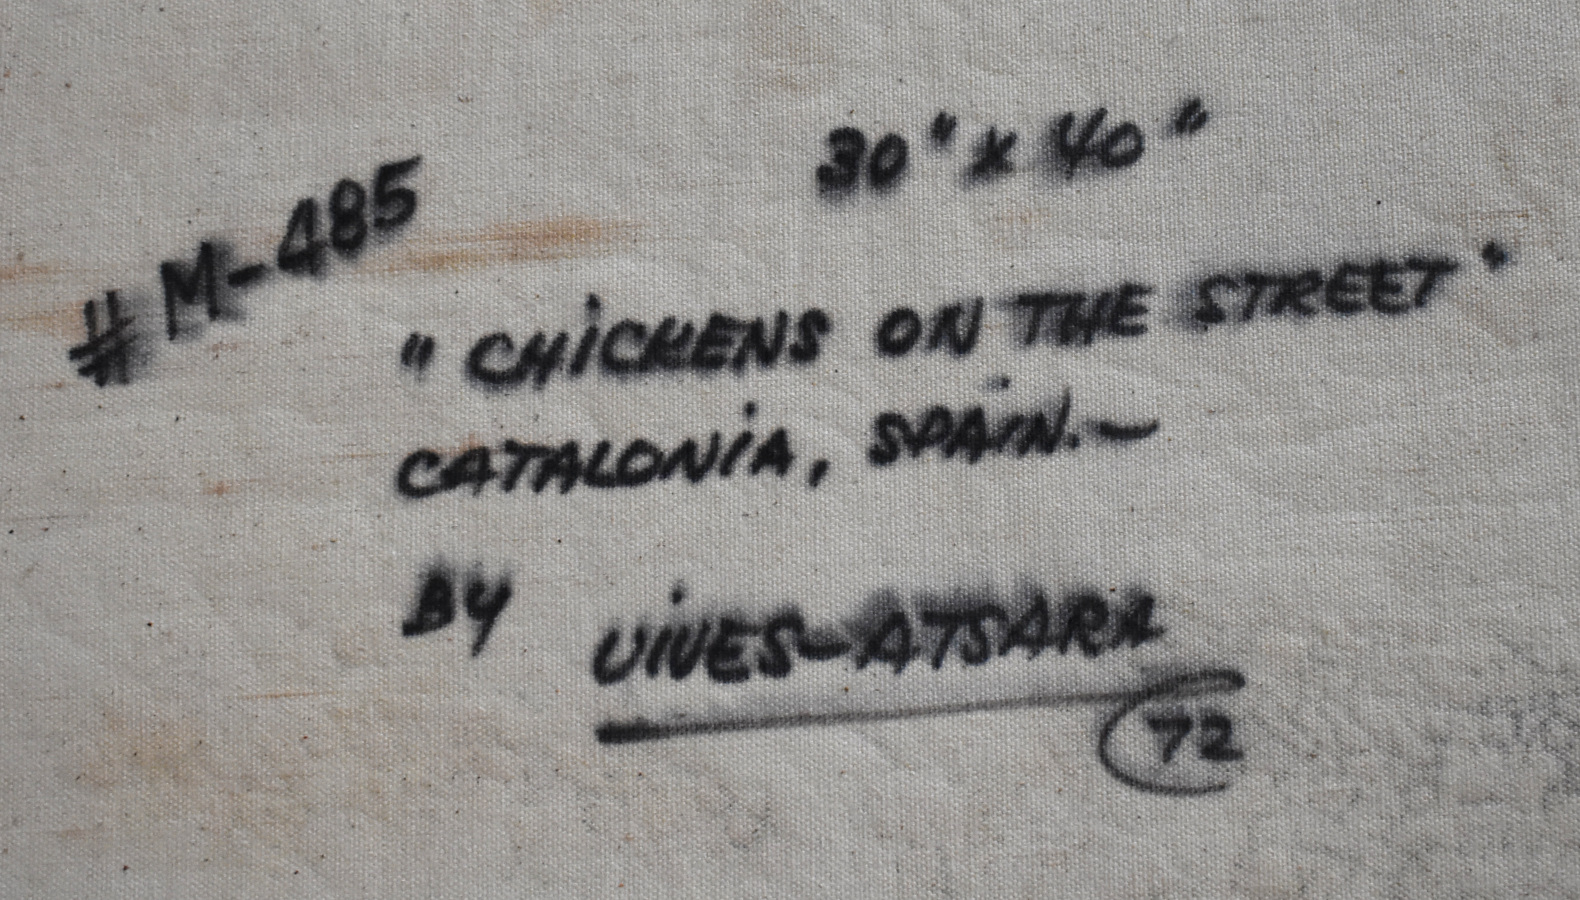 30" x 40"
# M-485
" CHiCKENS ON THE STREET "
CATALONiA, SPAiN.-
BY ViVES-ATSARA
72